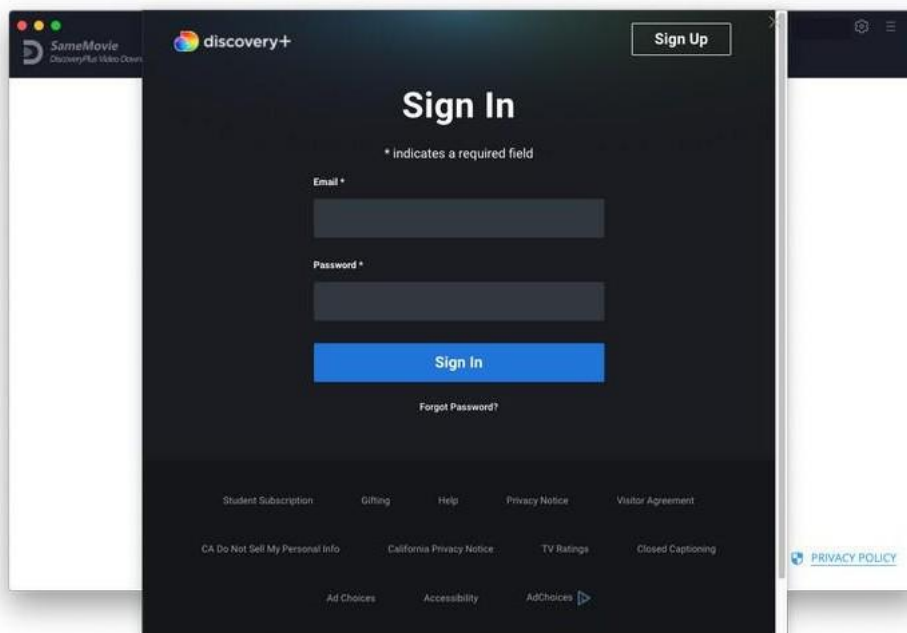 SameMovie
DiscoveryPlus Video Down
discovery+
Sign Up
Sign In
* indicates a required field
Email *
Password *
Sign In
Forgot Password?
Student Subscription Gifting Help Privacy Notice Visitor Agreement
CA Do Not Sell My Personal Info California Privacy Notice TV Ratings Closed Captioning
PRIVACY POLICY
Ad Choices Accessibility AdChoices